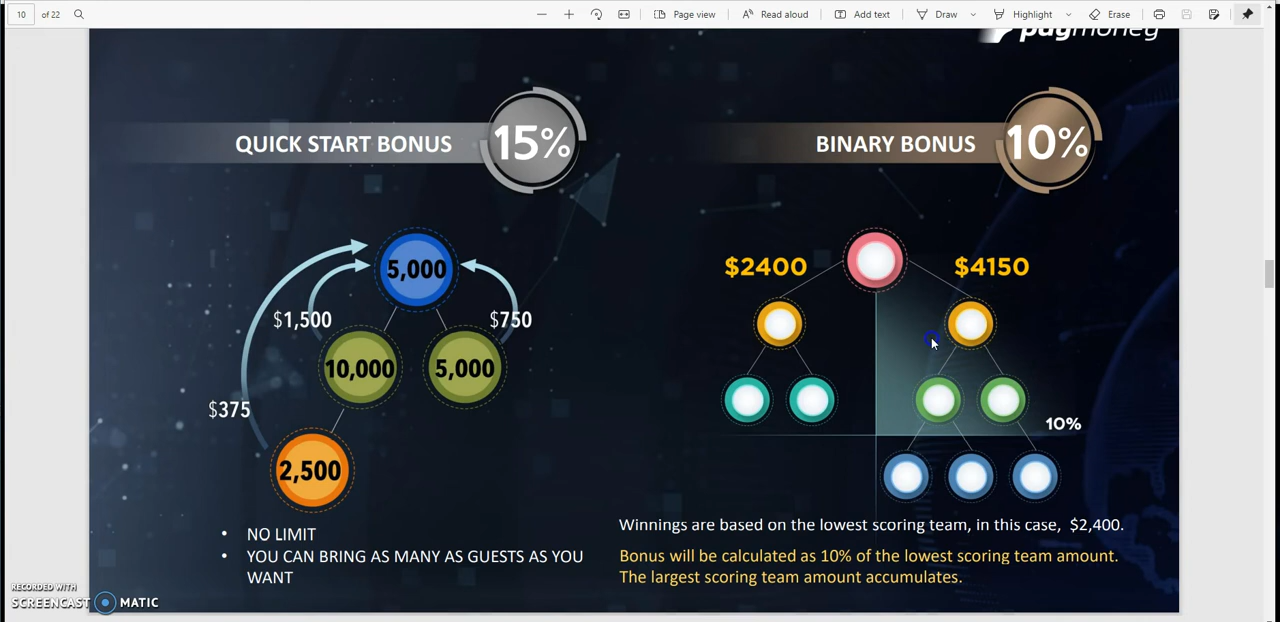 10 of 22
Page view
Read aloud
Add text
Draw
Highlight
Erase
paymoney
QUICK START BONUS 15%
BINARY BONUS 10%
5,000
$2400
$4150
$1,500
$750
10,000
5,000
$375
10%
2,500
Winnings are based on the lowest scoring team, in this case, $2,400.
• NO LIMIT
• YOU CAN BRING AS MANY AS GUESTS AS YOU
WANT
Bonus will be calculated as 10% of the lowest scoring team amount.
The largest scoring team amount accumulates.
RECORDED WITH
SCREENCAST MATIC